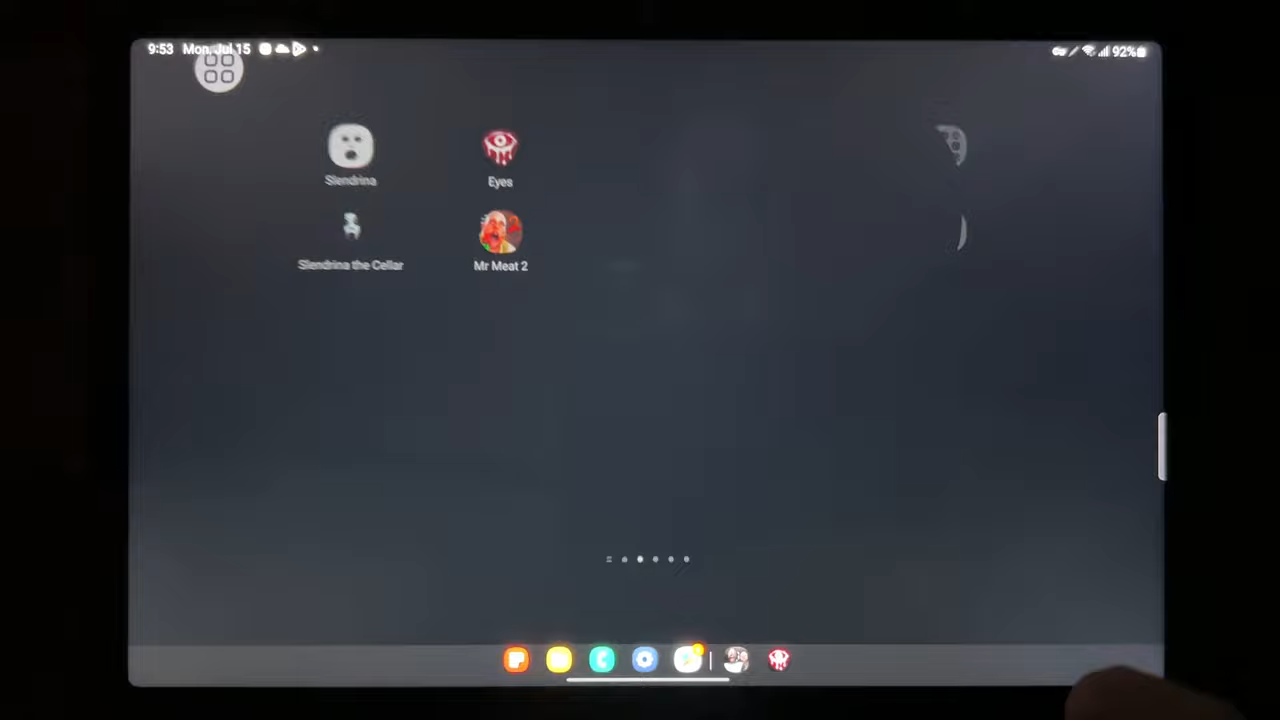 9:53 Mon, Jul 15
92%
Slendrina
Eyes
Slendrina the Cellar
Mr Meat 2